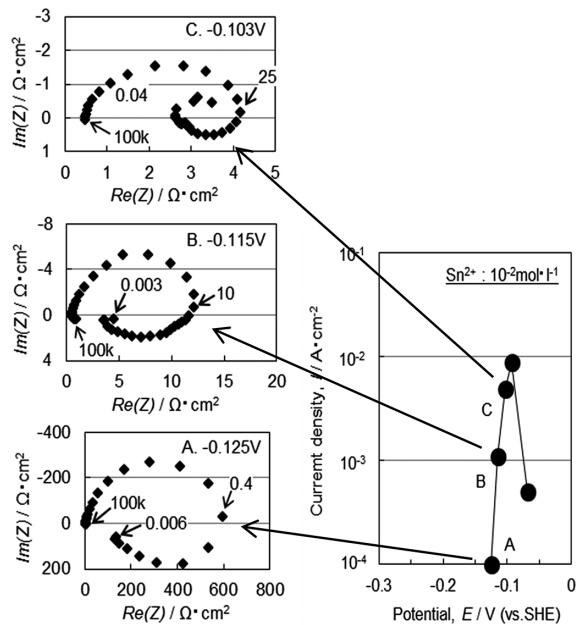 C. -0.103V
-3
-2
-1
0
1
Im(Z) / Ω･cm²
0.04
25
100k
0 1 2 3 4 5
Re(Z) / Ω･cm²
B. -0.115V
-8
-4
0
4
Im(Z) / Ω･cm²
0.003
10
100k
0 5 10 15 20
Re(Z) / Ω･cm²
A. -0.125V
-400
-200
0
200
Im(Z) / Ω･cm²
100k
0.4
0.006
0 200 400 600 800
Re(Z) / Ω･cm²
Sn²⁺ : 10⁻²mol･l⁻¹
10⁻¹
10⁻²
10⁻³
10⁻⁴
Curremt density, I / A･cm⁻²
C
B
A
-0.3 -0.2 -0.1 0
Potential, E / V (vs.SHE)